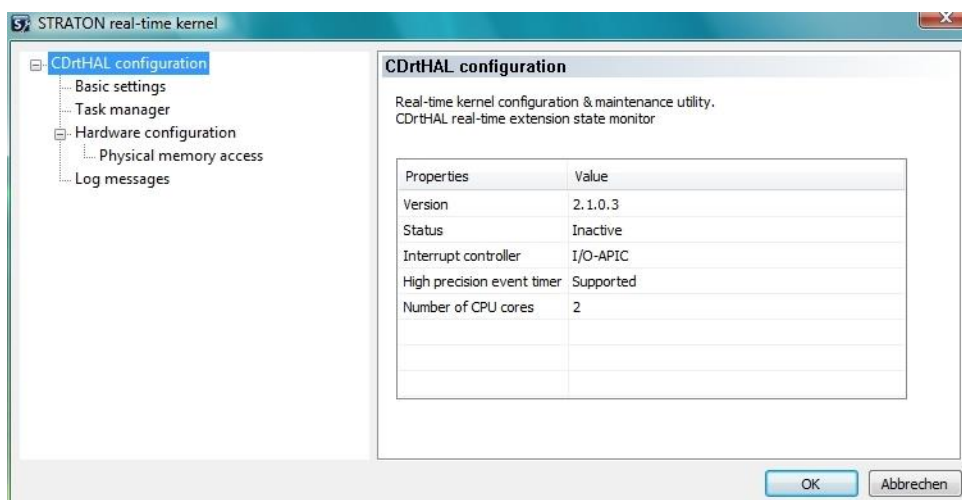 STRATON real-time kernel
CDrtHAL configuration
Basic settings
Task manager
Hardware configuration
Physical memory access
Log messages
CDrtHAL configuration
Real-time kernel configuration & maintenance utility.
CDrtHAL real-time extension state monitor
Properties Value
Version 2.1.0.3
Status Inactive
Interrupt controller I/O-APIC
High precision event timer Supported
Number of CPU cores 2
OK Abbrechen